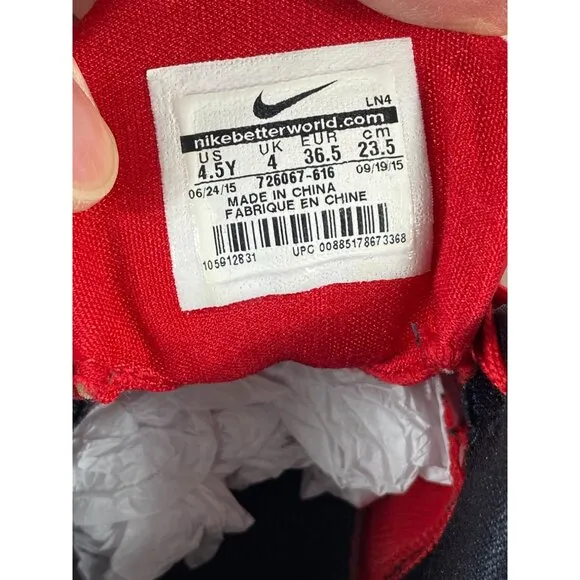 LN4
nikebetterworld.com
US UK EUR cm
4.5Y 4 36.5 23.5
06/24/15 726067-616 09/19/15
MADE IN CHINA
FABRIQUE EN CHINE
105912831 UPC 00885178673368